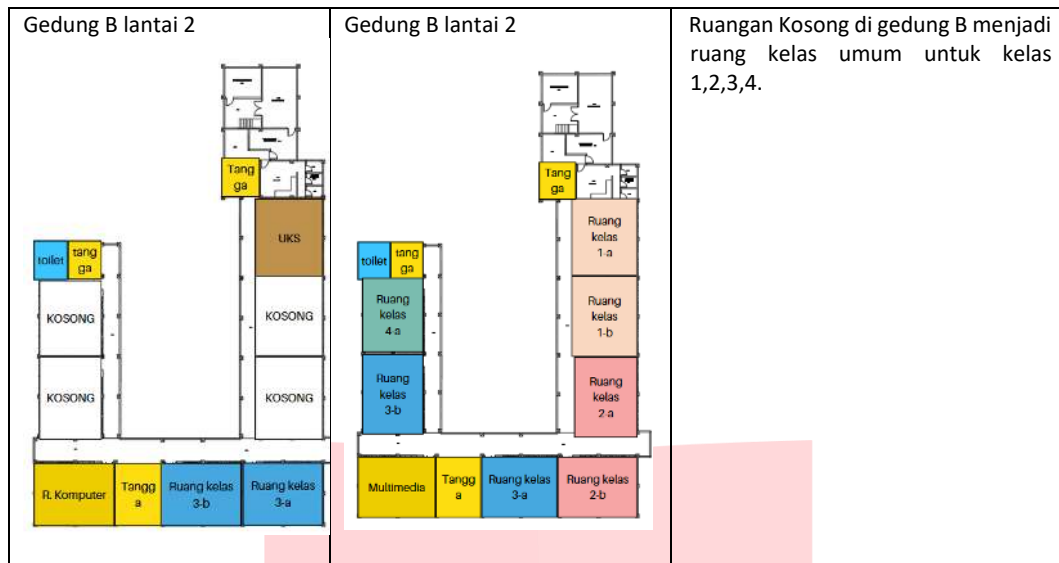 Gedung B lantai 2
Tang
ga
UKS
toilet
tang
ga
KOSONG
KOSONG
KOSONG
KOSONG
R. Komputer
Tangg
a
Ruang kelas
3-b
Ruang kelas
3-a
Gedung B lantai 2
Tang
ga
Ruang
kelas
1-a
toilet
tang
ga
Ruang
kelas
4-a
Ruang
kelas
1-b
Ruang
kelas
3-b
Ruang
kelas
2-a
Multimedia
Tangg
a
Ruang kelas
3-a
Ruang kelas
2-b
Ruangan Kosong di gedung B menjadi
ruang kelas umum untuk kelas
1,2,3,4.